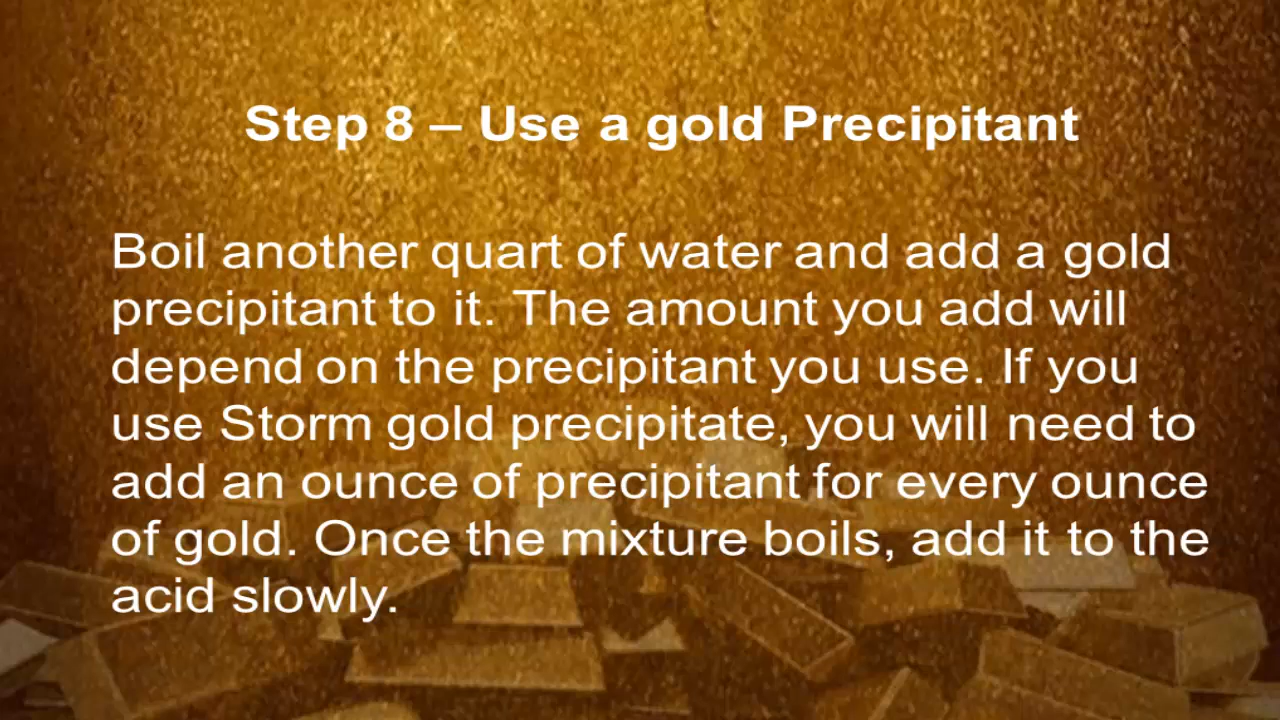 Step 8 – Use a gold Precipitant
Boil another quart of water and add a gold
precipitant to it. The amount you add will
depend on the precipitant you use. If you
use Storm gold precipitate, you will need to
add an ounce of precipitant for every ounce
of gold. Once the mixture boils, add it to the
acid slowly.